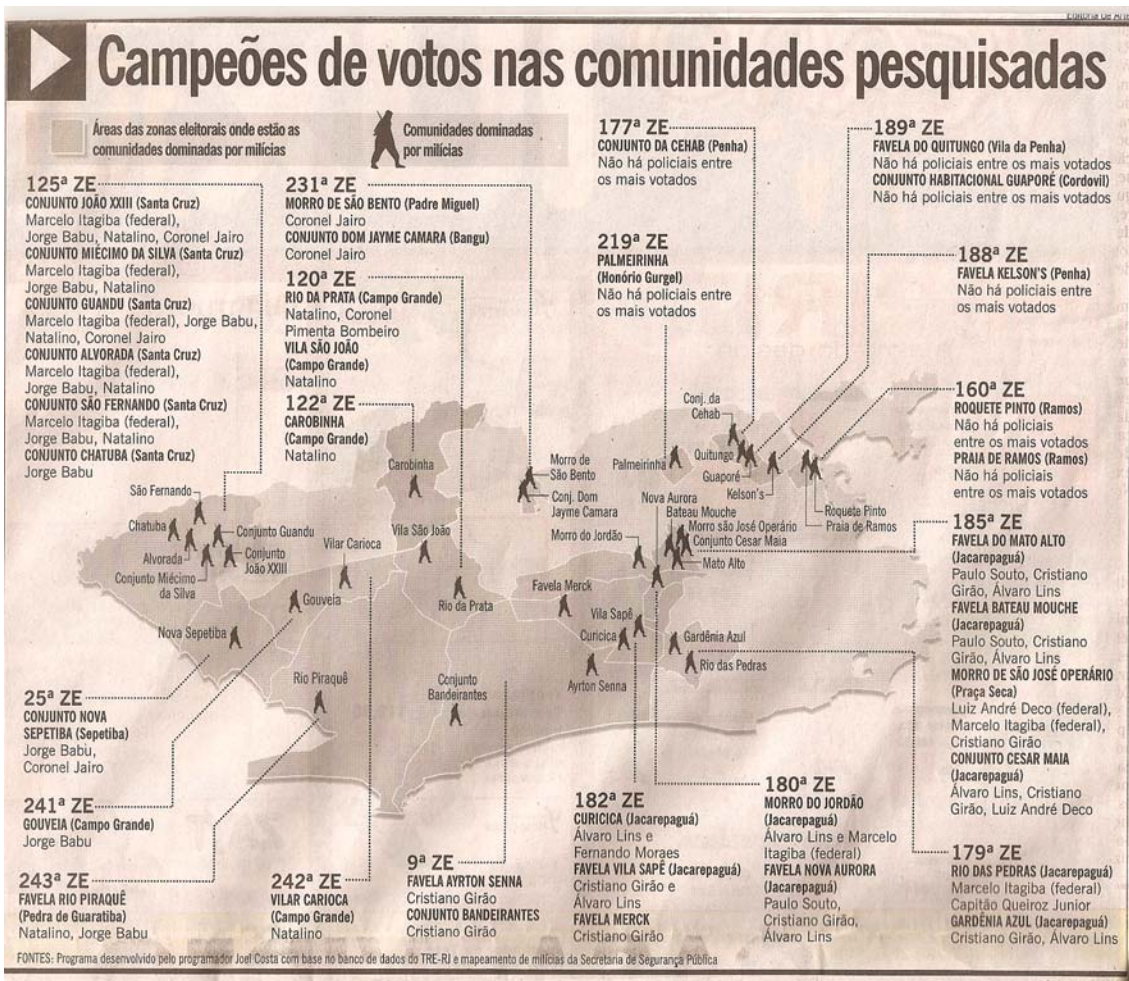 Editoria de Arte
Campeões de votos nas comunidades pesquisadas
Áreas das zonas eleitorais onde estão as
comunidades dominadas por milícias
Comunidades dominadas
por milícias
125ª ZE
CONJUNTO JOÃO XXIII (Santa Cruz)
Marcelo Itagiba (federal),
Jorge Babu, Natalino, Coronel Jairo
CONJUNTO MIÉCIMO DA SILVA (Santa Cruz)
Marcelo Itagiba (federal),
Jorge Babu, Natalino
CONJUNTO GUANDU (Santa Cruz)
Marcelo Itagiba (federal), Jorge Babu,
Natalino, Coronel Jairo
CONJUNTO ALVORADA (Santa Cruz)
Marcelo Itagiba (federal),
Jorge Babu, Natalino
CONJUNTO SÃO FERNANDO (Santa Cruz)
Marcelo Itagiba (federal),
Jorge Babu, Natalino
CONJUNTO CHATUBA (Santa Cruz)
Jorge Babu
231ª ZE
MORRO DE SÃO BENTO (Padre Miguel)
Coronel Jairo
CONJUNTO DOM JAYME CAMARA (Bangu)
Coronel Jairo
120ª ZE
RIO DA PRATA (Campo Grande)
Natalino, Coronel
Pimenta Bombeiro
VILA SÃO JOÃO
(Campo Grande)
Natalino
122ª ZE
CAROBINHA
(Campo Grande)
Natalino
177ª ZE
CONJUNTO DA CEHAB (Penha)
Não há policiais entre
os mais votados
219ª ZE
PALMEIRINHA
(Honório Gurgel)
Não há policiais entre
os mais votados
189ª ZE
FAVELA DO QUITUNGO (Vila da Penha)
Não há policiais entre os mais votados
CONJUNTO HABITACIONAL GUAPORÉ (Cordovil)
Não há policiais entre os mais votados
188ª ZE
FAVELA KELSON'S (Penha)
Não há policiais entre
os mais votados
160ª ZE
ROQUETE PINTO (Ramos)
Não há policiais
entre os mais votados
PRAIA DE RAMOS (Ramos)
Não há policiais
entre os mais votados
185ª ZE
FAVELA DO MATO ALTO
(Jacarepaguá)
Paulo Souto, Cristiano
Girão, Álvaro Lins
FAVELA BATEAU MOUCHE
(Jacarepaguá)
Paulo Souto, Cristiano
Girão, Álvaro Lins
MORRO DE SÃO JOSÉ OPERÁRIO
(Praça Seca)
Luiz André Deco (federal),
Marcelo Itagiba (federal),
Cristiano Girão
CONJUNTO CESAR MAIA
(Jacarepaguá)
Álvaro Lins, Cristiano
Girão, Luiz André Deco
179ª ZE
RIO DAS PEDRAS (Jacarepaguá)
Marcelo Itagiba (federal)
Capitão Queiroz Junior
GARDÊNIA AZUL (Jacarepaguá)
Cristiano Girão, Álvaro Lins
São Fernando
Chatuba
Alvorada
Conjunto Miécimo
da Silva
Conjunto Guandu
Conjunto
João XXIII
Nova Sepetiba
Gouveia
Vilar Carioca
Carobinha
Vila São João
Rio da Prata
Rio Piraquê
Conjunto
Bandeirantes
Morro de
São Bento
Conj. Dom
Jayme Camara
Palmeirinha
Conj. da
Cehab
Quitungo
Guaporé
Kelson's
Roquete Pinto
Praia de Ramos
Nova Aurora
Bateau Mouche
Morro são José Operário
Conjunto Cesar Maia
Morro do Jordão
Mato Alto
Favela Merck
Vila Sapê
Curicica
Ayrton Senna
Gardênia Azul
Rio das Pedras
25ª ZE
CONJUNTO NOVA
SEPETIBA (Sepetiba)
Jorge Babu,
Coronel Jairo
241ª ZE
GOUVEIA (Campo Grande)
Jorge Babu
243ª ZE
FAVELA RIO PIRAQUÊ
(Pedra de Guaratiba)
Natalino, Jorge Babu
242ª ZE
VILAR CARIOCA
(Campo Grande)
Natalino
9ª ZE
FAVELA AYRTON SENNA
Cristiano Girão
CONJUNTO BANDEIRANTES
Cristiano Girão
182ª ZE
CURICICA (Jacarepaguá)
Álvaro Lins e
Fernando Moraes
FAVELA VILA SAPÊ (Jacarepaguá)
Cristiano Girão e
Álvaro Lins
FAVELA MERCK
Cristiano Girão
180ª ZE
MORRO DO JORDÃO
(Jacarepaguá)
Álvaro Lins e Marcelo
Itagiba (federal)
FAVELA NOVA AURORA
(Jacarepaguá)
Paulo Souto,
Cristiano Girão,
Álvaro Lins
FONTES: Programa desenvolvido pelo programador Joel Costa com base no banco de dados do TRE-RJ e mapeamento de milícias da Secretaria de Segurança Pública